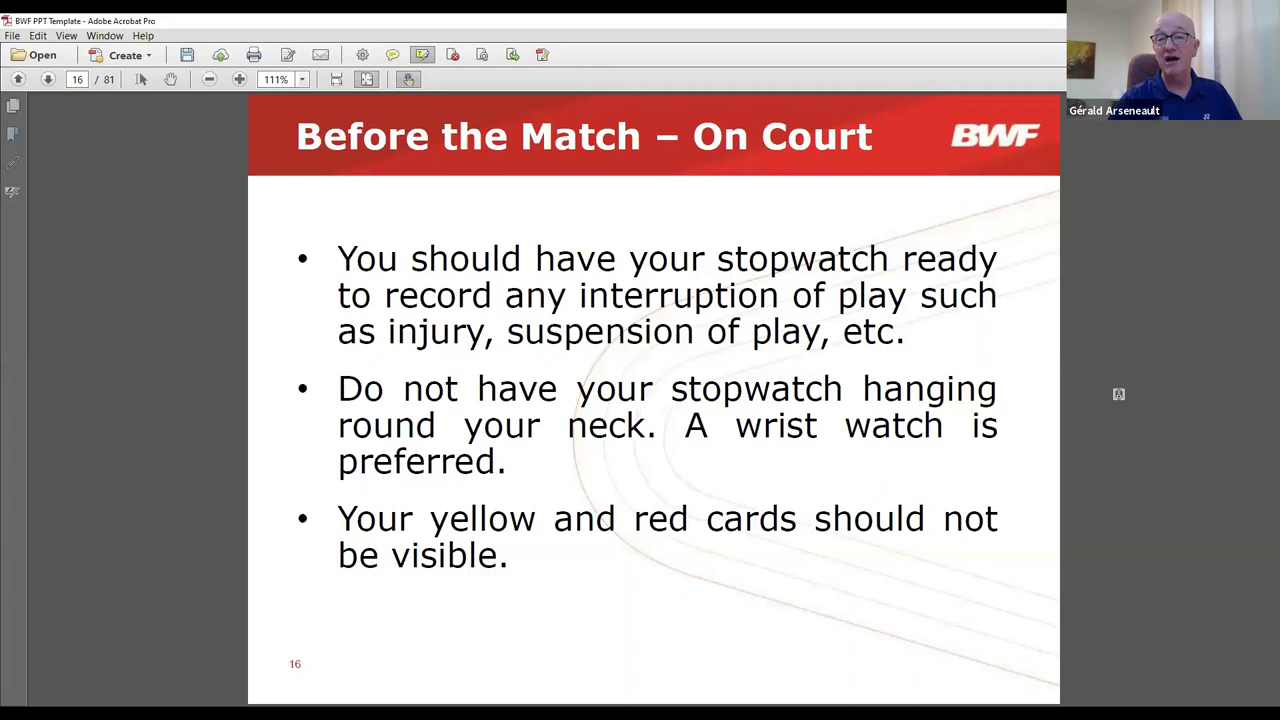 BWF PPT Template - Adobe Acrobat Pro
File Edit View Window Help
Open Create
16 / 81 111%
Gérald Arseneault
Before the Match – On Court BWF
• You should have your stopwatch ready
to record any interruption of play such
as injury, suspension of play, etc.
• Do not have your stopwatch hanging
round your neck. A wrist watch is
preferred.
• Your yellow and red cards should not
be visible.
16